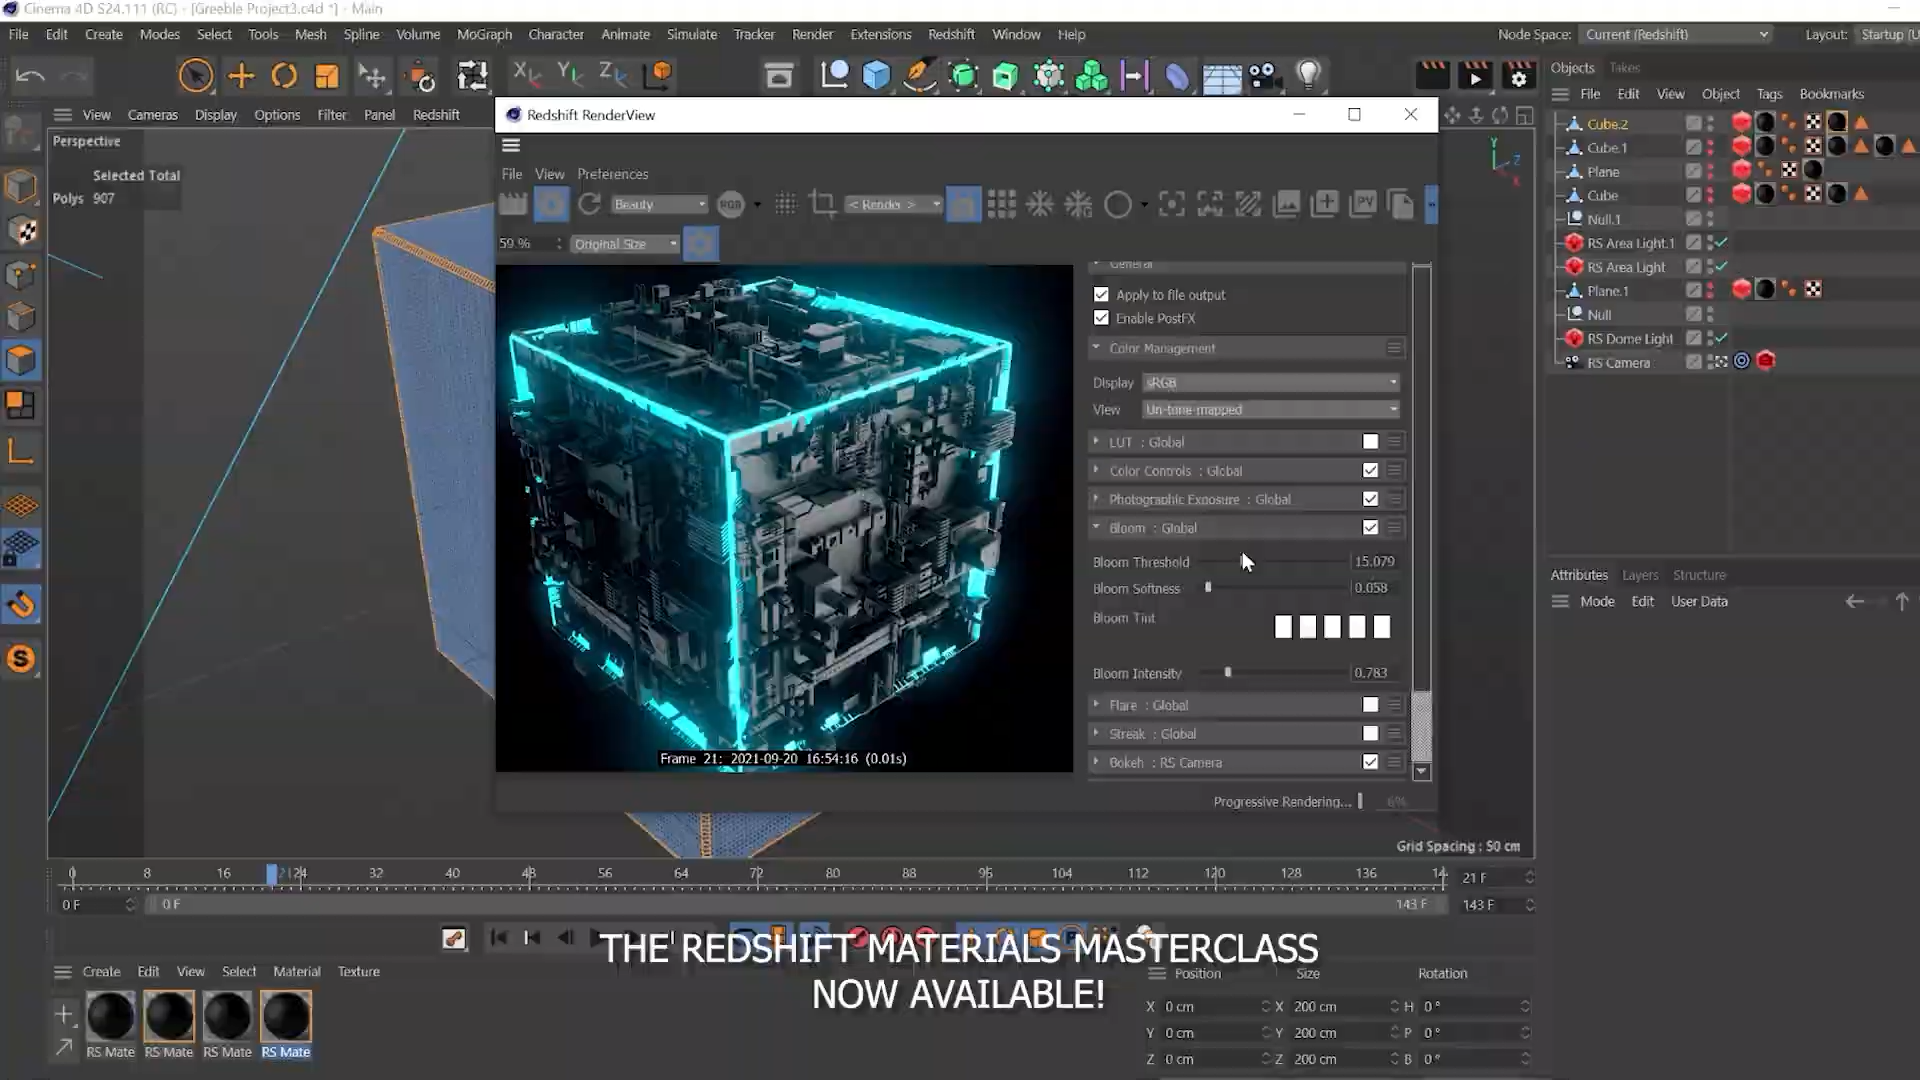 Cinema 4D S24.111 (RC) - [Greeble Project3.c4d *] - Main
File Edit Create Modes Select Tools Mesh Spline Volume MoGraph Character Animate Simulate Tracker Render Extensions Redshift Window Help
Node Space: Current (Redshift) Layout: Startup (U
X Y Z
View Cameras Display Options Filter Panel Redshift
Perspective
Selected Total
Polys 907
Redshift RenderView
File View Preferences
Beauty RGB < Render > PV
59 % Original Size
General
Apply to file output
Enable PostFX
Color Management
Display sRGB
View Un-tone-mapped
LUT : Global
Color Controls : Global
Photographic Exposure : Global
Bloom : Global
Bloom Threshold 15.079
Bloom Softness 0.058
Bloom Tint
Bloom Intensity 0.783
Flare : Global
Streak : Global
Bokeh : RS Camera
Frame 21: 2021-09-20 16:54:16 (0.01s)
Progressive Rendering... 6%
Y Z X
Grid Spacing : 50 cm
Objects Takes
File Edit View Object Tags Bookmarks
Cube.2
Cube.1
Plane
Cube
Null.1
RS Area Light.1
RS Area Light
Plane.1
Null
RS Dome Light
RS Camera
Attributes Layers Structure
Mode Edit User Data
0 8 16 21 24 32 40 48 56 64 72 80 88 96 104 112 120 128 136 14 21 F
0 F 0 F 143 F 143 F
THE REDSHIFT MATERIALS MASTERCLASS
NOW AVAILABLE!
Create Edit View Select Material Texture
RS Mate RS Mate RS Mate RS Mate
Position Size Rotation
X 0 cm X 200 cm H 0 °
Y 0 cm Y 200 cm P 0 °
Z 0 cm Z 200 cm B 0 °